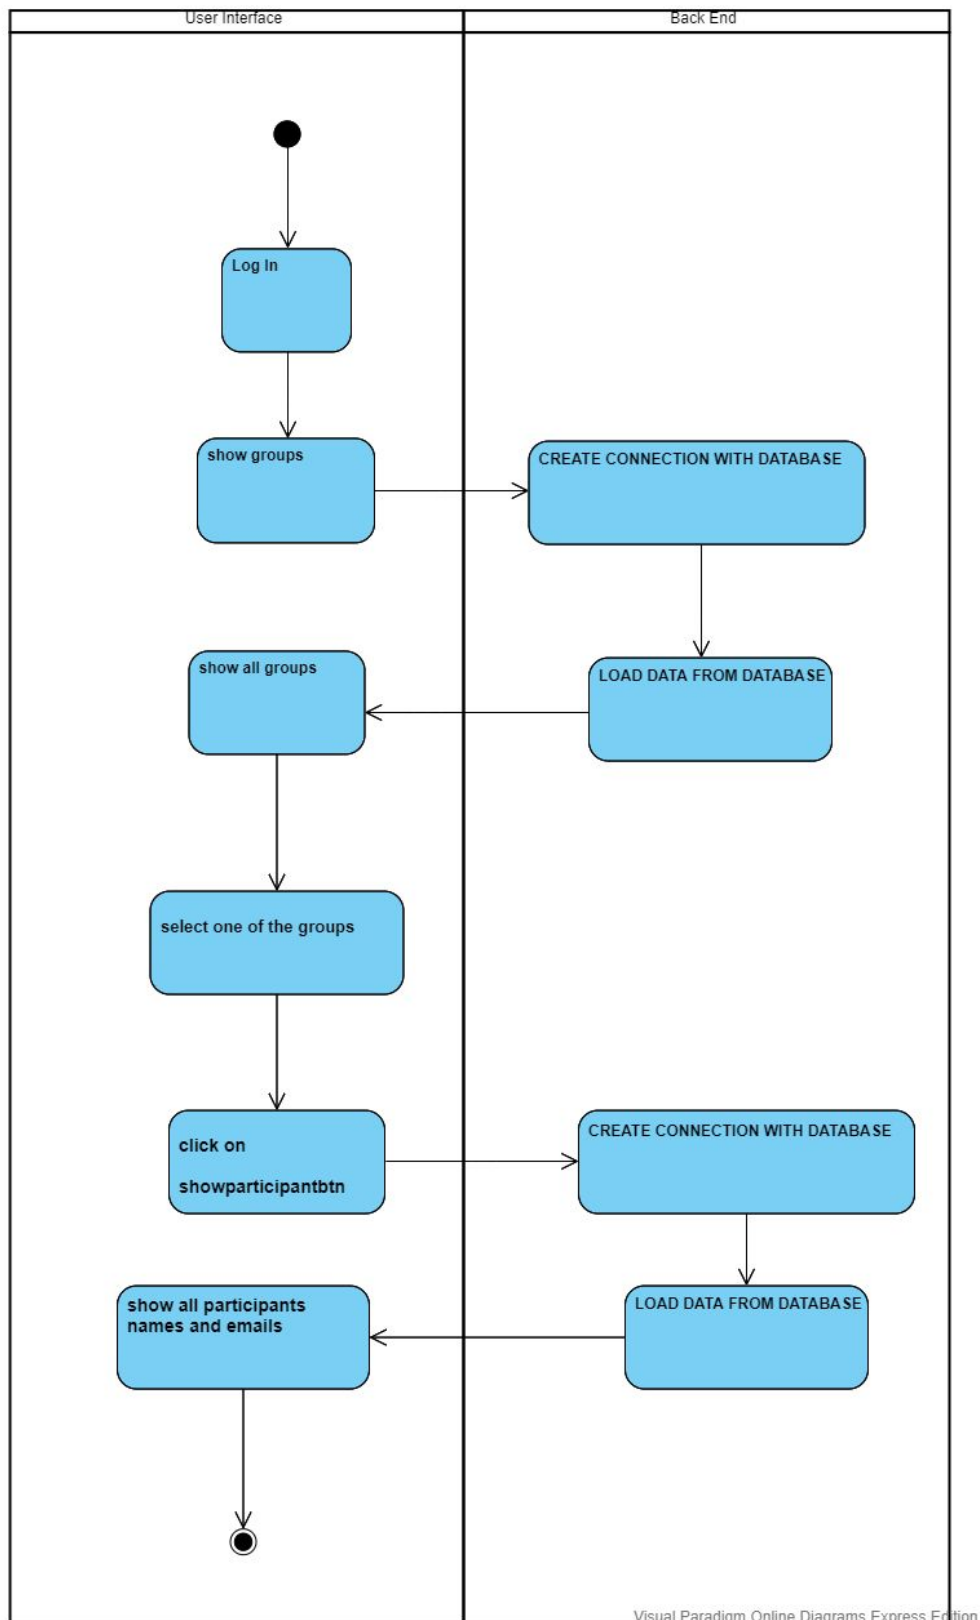 User Interface
Back End
Log In
show groups
CREATE CONNECTION WITH DATABASE
show all groups
LOAD DATA FROM DATABASE
select one of the groups
click on
showparticipantbtn
CREATE CONNECTION WITH DATABASE
show all participants
names and emails
LOAD DATA FROM DATABASE
Visual Paradigm Online Diagrams Express Edition